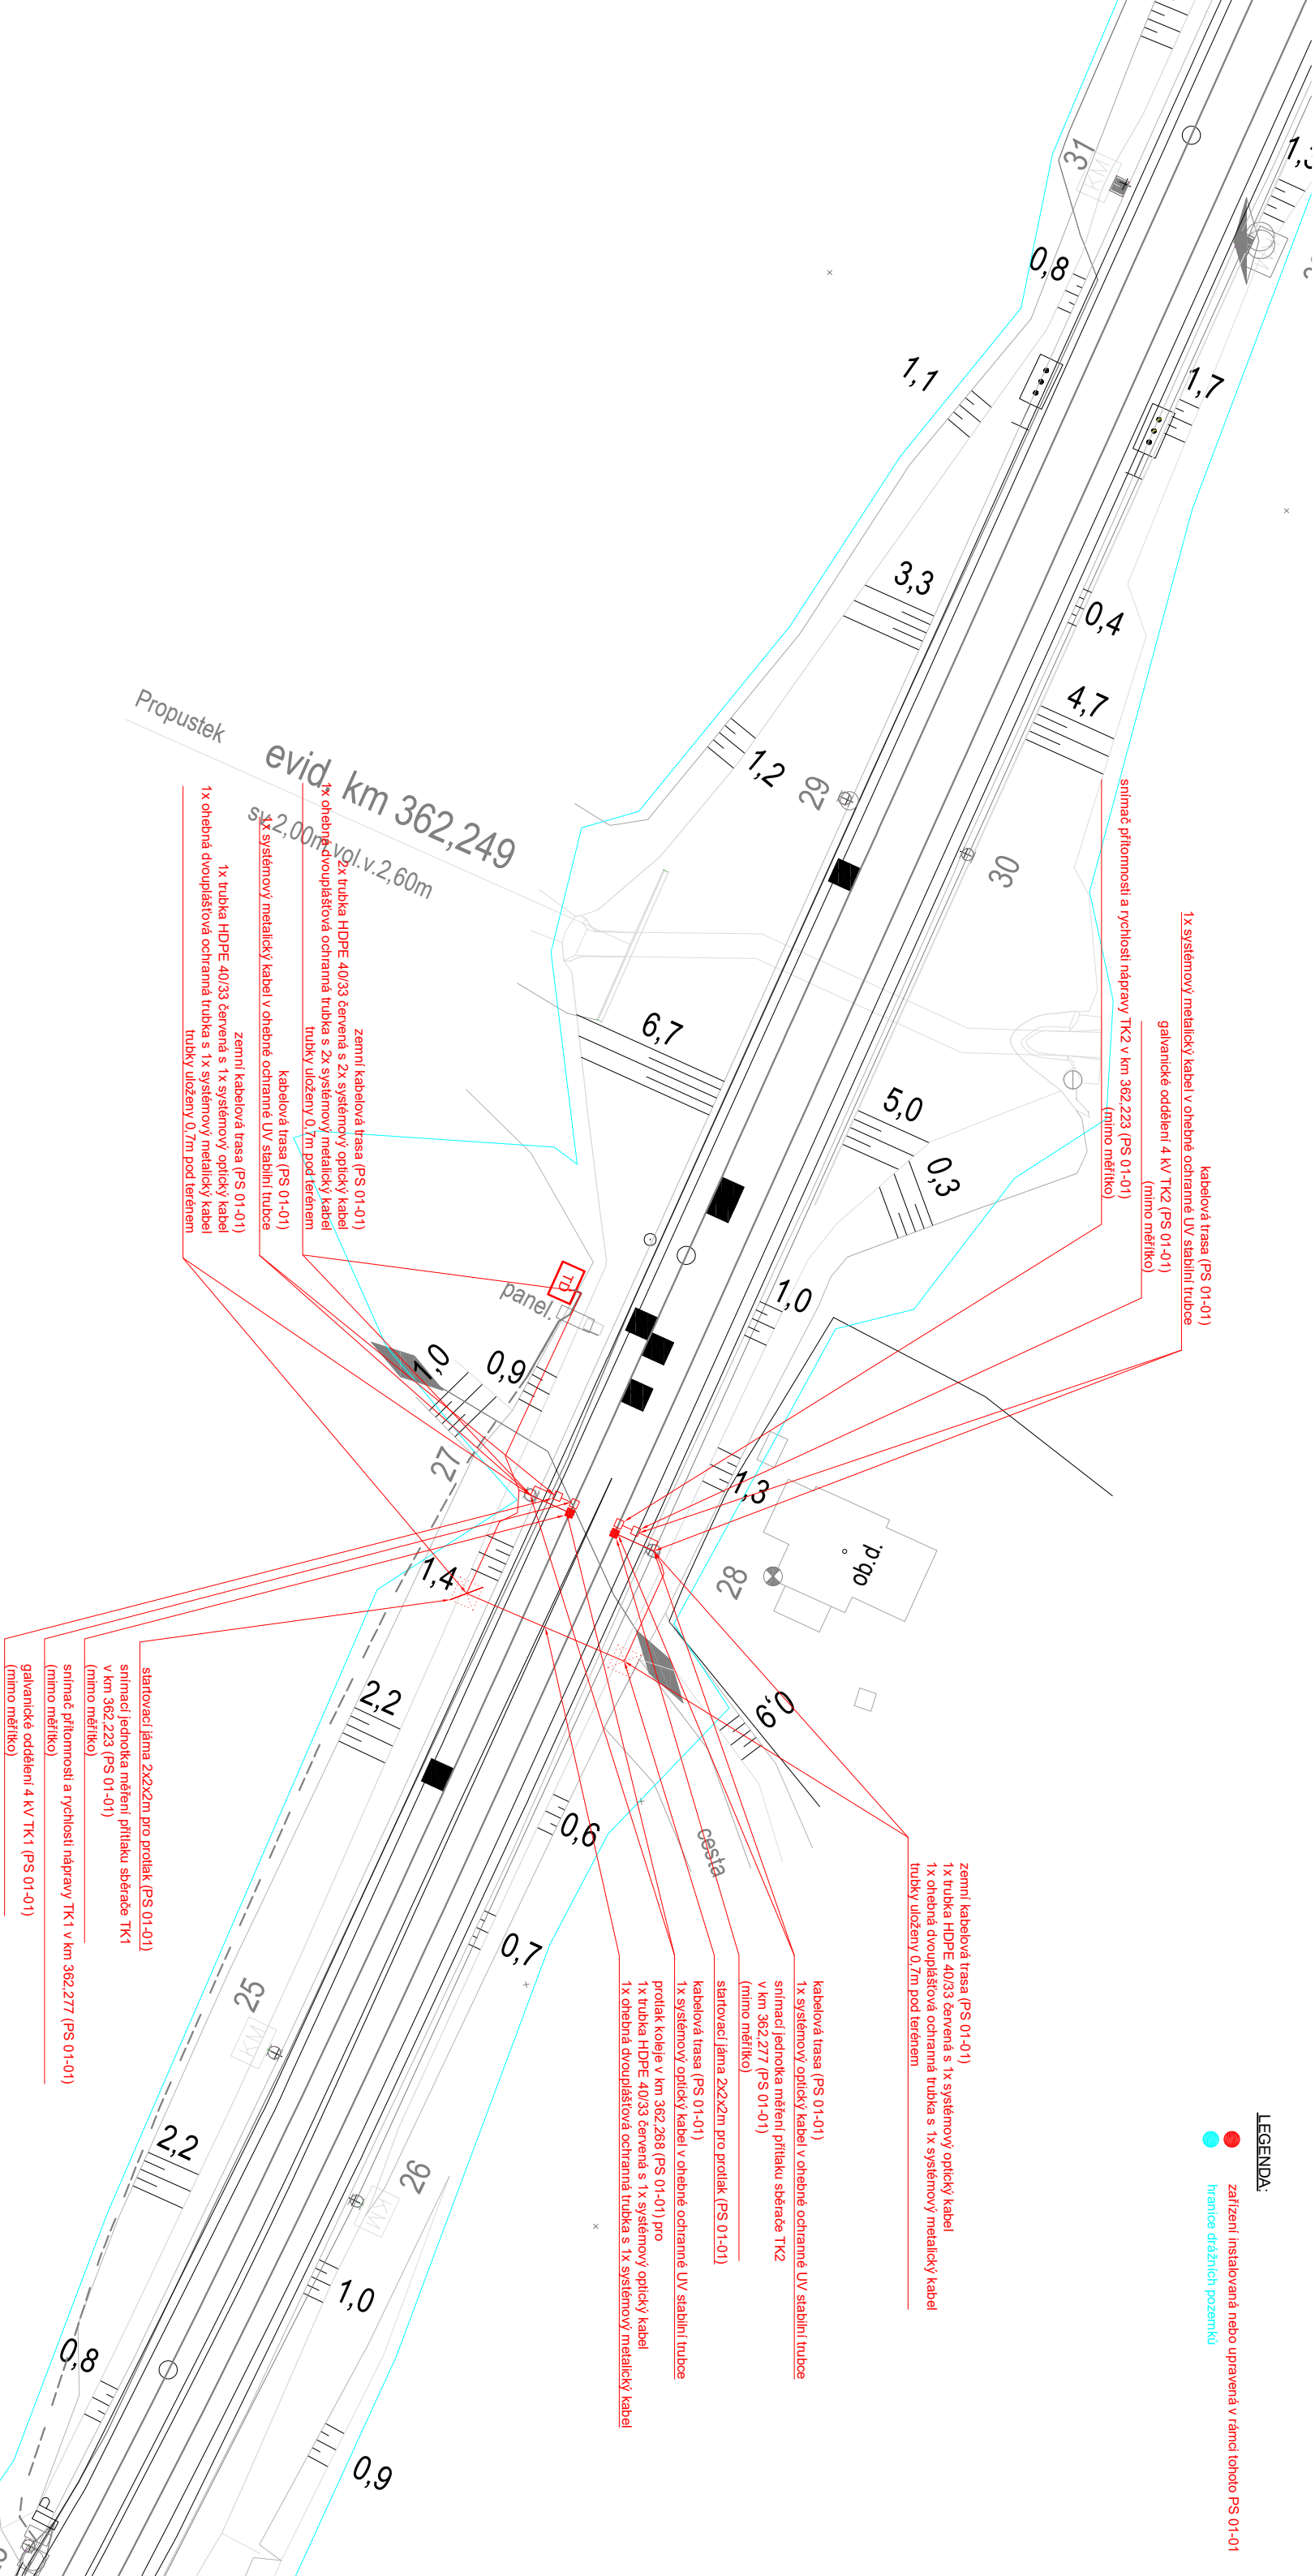 LEGENDA:
zařízení instalovaná nebo upravená v rámci tohoto PS 01-01
hranice drážních pozemků
kabelová trasa (PS 01-01)
1x systémový metalický kabel v ohebné ochranné UV stabilní trubce
galvanické oddělení 4 kV TK2 (PS 01-01)
(mimo měřítko)
snímač přítomnosti a rychlosti nápravy TK2 v km 362,223 (PS 01-01)
(mimo měřítko)
zemní kabelová trasa (PS 01-01)
1x trubka HDPE 40/33 červená s 1x systémový optický kabel
1x ohebná dvouplášťová ochranná trubka s 1x systémový metalický kabel
trubky uloženy 0,7m pod terénem
kabelová trasa (PS 01-01)
1x systémový optický kabel v ohebné ochranné UV stabilní trubce
snímací jednotka měření přítlaku sběrače TK2
v km 362,277 (PS 01-01)
(mimo měřítko)
startovací jáma 2x2x2m pro protlak (PS 01-01)
kabelová trasa (PS 01-01)
1x systémový optický kabel v ohebné ochranné UV stabilní trubce
protlak koleje v km 362,268 (PS 01-01) pro
1x trubka HDPE 40/33 červená s 1x systémový optický kabel
1x ohebná dvouplášťová ochranná trubka s 1x systémový metalický kabel
zemní kabelová trasa (PS 01-01)
2x trubka HDPE 40/33 červená s 2x systémový optický kabel
1x ohebná dvouplášťová ochranná trubka s 2x systémový metalický kabel
trubky uloženy 0,7m pod terénem
kabelová trasa (PS 01-01)
1x systémový metalický kabel v ohebné ochranné UV stabilní trubce
zemní kabelová trasa (PS 01-01)
1x trubka HDPE 40/33 červená s 1x systémový optický kabel
1x ohebná dvouplášťová ochranná trubka s 1x systémový metalický kabel
trubky uloženy 0,7m pod terénem
startovací jáma 2x2x2m pro protlak (PS 01-01)
snímací jednotka měření přítlaku sběrače TK1
v km 362,223 (PS 01-01)
(mimo měřítko)
snímač přítomnosti a rychlosti nápravy TK1 v km 362,277 (PS 01-01)
(mimo měřítko)
galvanické oddělení 4 kV TK1 (PS 01-01)
(mimo měřítko)
Propustek
evid. km 362,249
sv.2,00m vol.v.2,60m
31
KM
0,8
1,1
1,7
3,3
0,4
4,7
1,2
29
30
6,7
5,0
0,3
TD
panel.
1,0
1,0
0,9
27
1,3
ob.d.
28
1,4
0,9
2,2
0,6
cesta
0,7
25
KM
2,2
26
KM
1,0
0,8
0,9